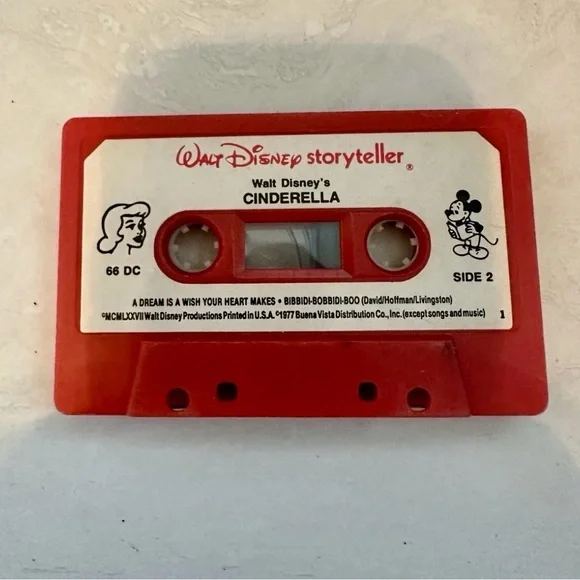 WALT DISNEY storyteller®
Walt Disney's
CINDERELLA
66 DC
SIDE 2
A DREAM IS A WISH YOUR HEART MAKES • BIBBIDI-BOBBIDI-BOO (David/Hoffman/Livingston)
©MCMLXXVII Walt Disney Productions Printed in U.S.A. ©1977 Buena Vista Distribution Co., Inc. (except songs and music) 1